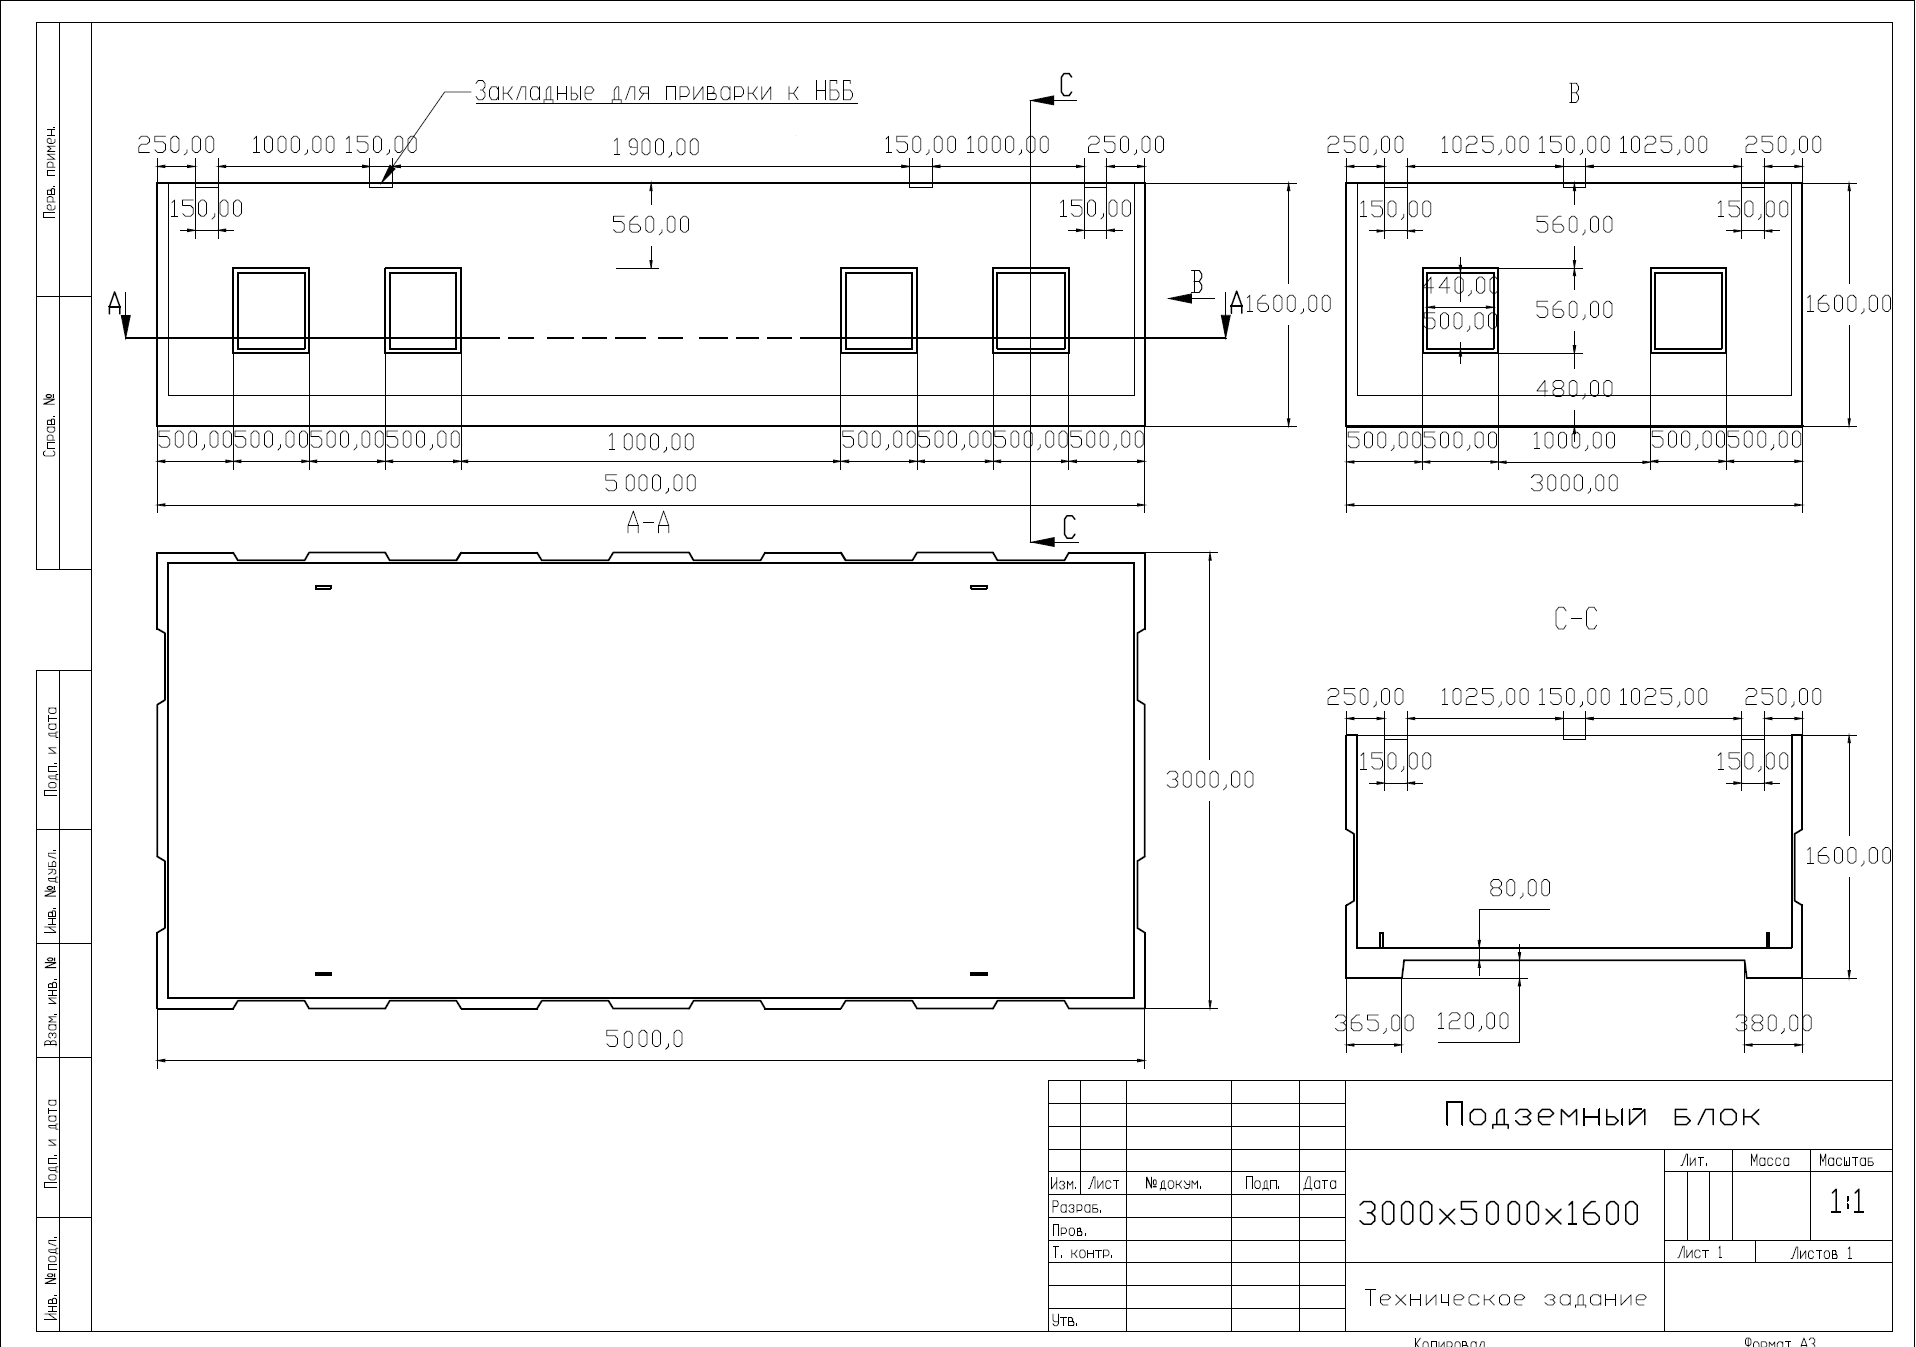 Закладные для приварки к НББ
С
В
250,00 1000,00 150,00 1900,00 150,00 1000,00 250,00
250,00 1025,00 150,00 1025,00 250,00
150,00 560,00 150,00
150,00 560,00 150,00
А В А 1600,00
440,00 560,00 1600,00
500,00
480,00
500,00 500,00 500,00 500,00 1000,00 500,00 500,00 500,00 500,00
500,00 500,00 1000,00 500,00 500,00
5000,00
3000,00
А-А
С
С-С
250,00 1025,00 150,00 1025,00 250,00
150,00 150,00
3000,00
1600,00
80,00
365,00 120,00 380,00
5000,0
Перв. примен.
Справ. №
Подп. и дата
Инв. №дубл.
Взам. инв. №
Подп. и дата
Инв. №подл.
Подземный блок
Лит. Масса Масштаб
Изм. Лист №докум. Подп. Дата
3000х5000х1600
1:1
Разраб.
Пров.
Т. контр.
Лист 1 Листов 1
Техническое задание
Утв.
Копировал
Формат А3